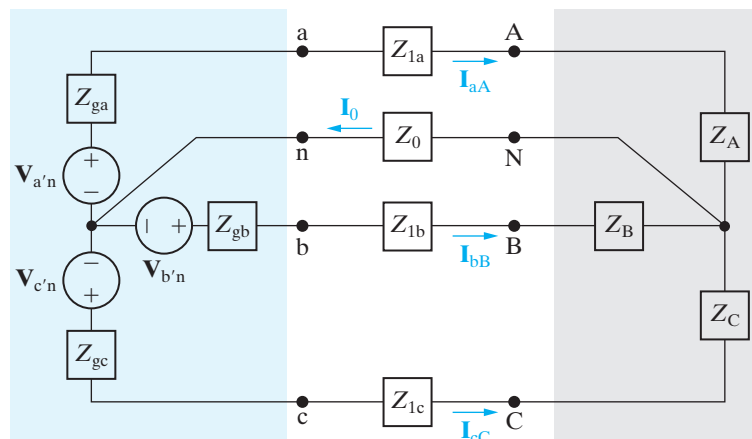 a
Z1a
A
IaA
Zga
I0
n
Z0
N
ZA
Va′n
+
−
− +
Zgb
b
Z1b
B
ZB
Vb′n
IbB
Vc′n
−
+
ZC
Zgc
c
Z1c
C
IcC